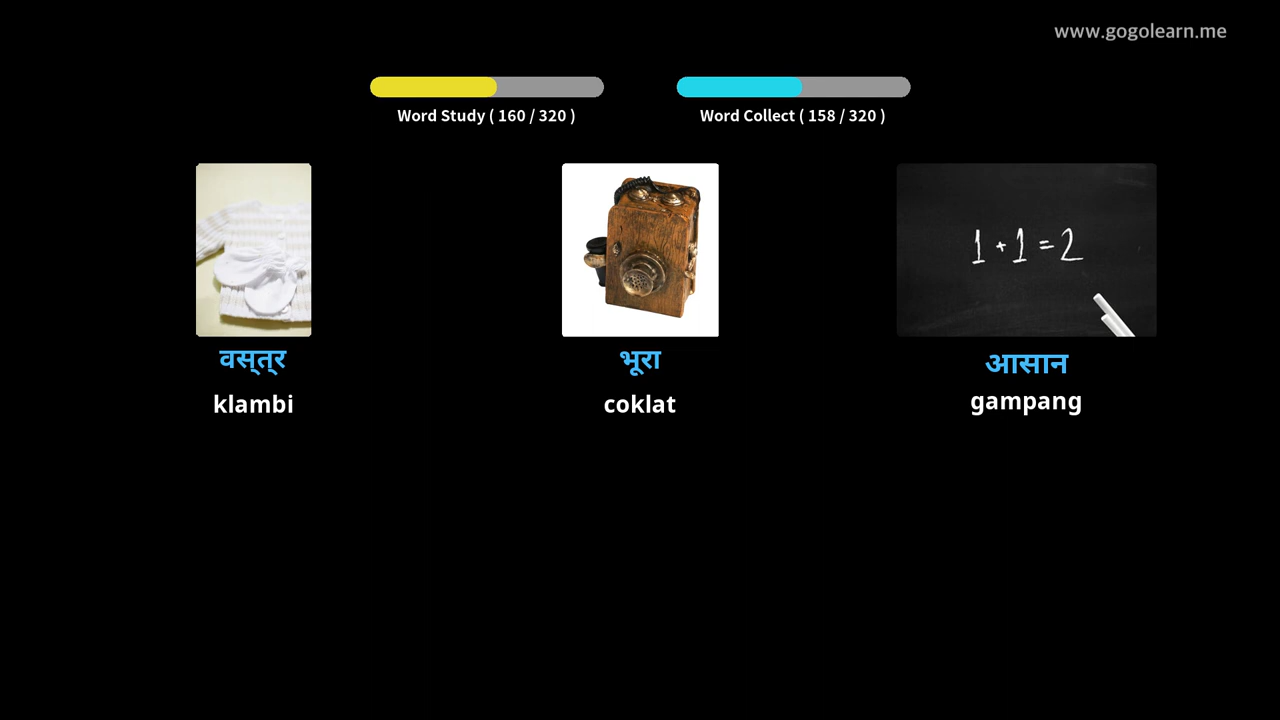 www.gogolearn.me
Word Study ( 160 / 320 )
Word Collect ( 158 / 320 )
1 + 1 = 2
वस्त्र
भूरा
आसान
klambi
coklat
gampang